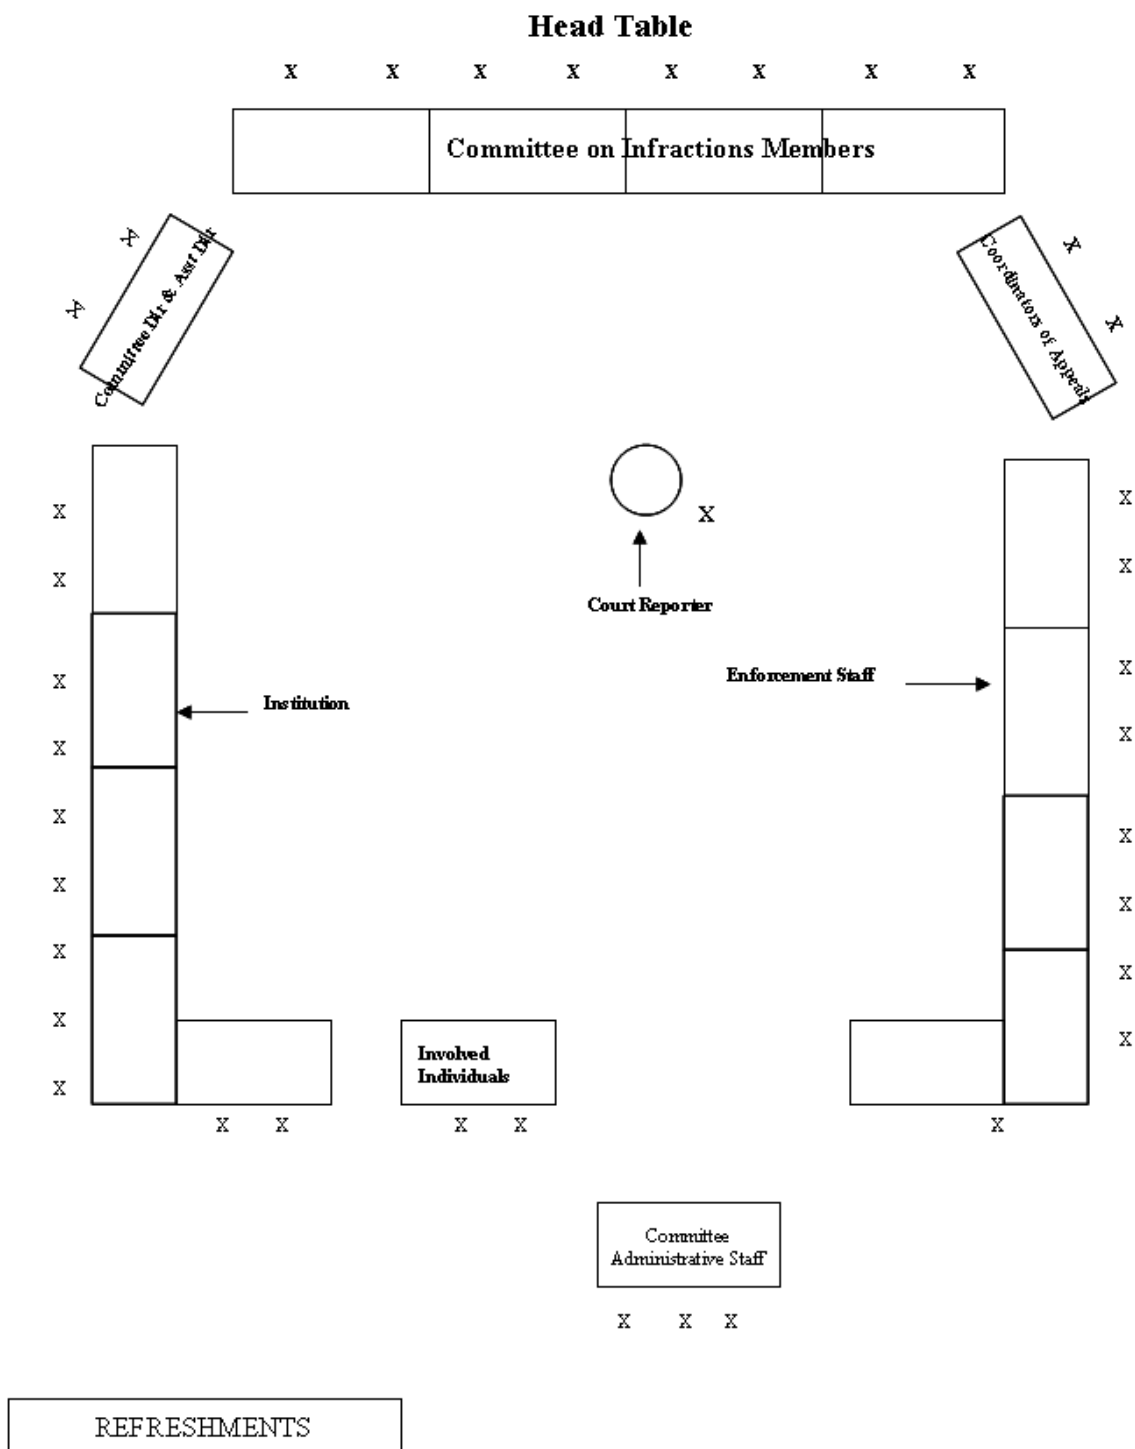 Head Table
X X X X X X X X
Committee on Infractions Members
Committee Dir & Asst Dir
X
X
Coordinators of Appeals
X
X
X
X
X
X
X
X
X
X
X
Institution
X
Court Reporter
Enforcement Staff
X
X
X
X
X
X
X
X
Involved
Individuals
X X
X X
X
Committee
Administrative Staff
X X X
REFRESHMENTS